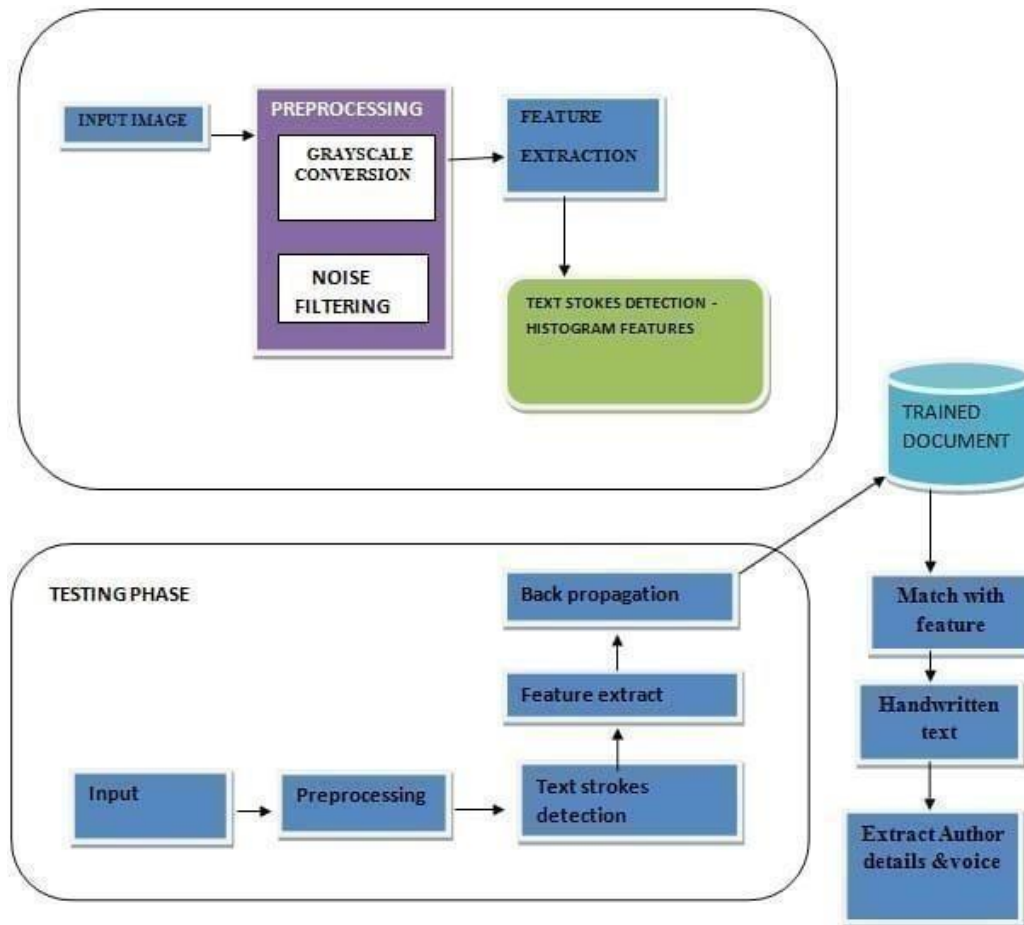 INPUT IMAGE
PREPROCESSING
GRAYSCALE
CONVERSION
NOISE
FILTERING
FEATURE
EXTRACTION
TEXT STOKES DETECTION -
HISTOGRAM FEATURES
TRAINED
DOCUMENT
TESTING PHASE
Back propagation
Feature extract
Input
Preprocessing
Text strokes
detection
Match with
feature
Handwritten
text
Extract Author
details &voice